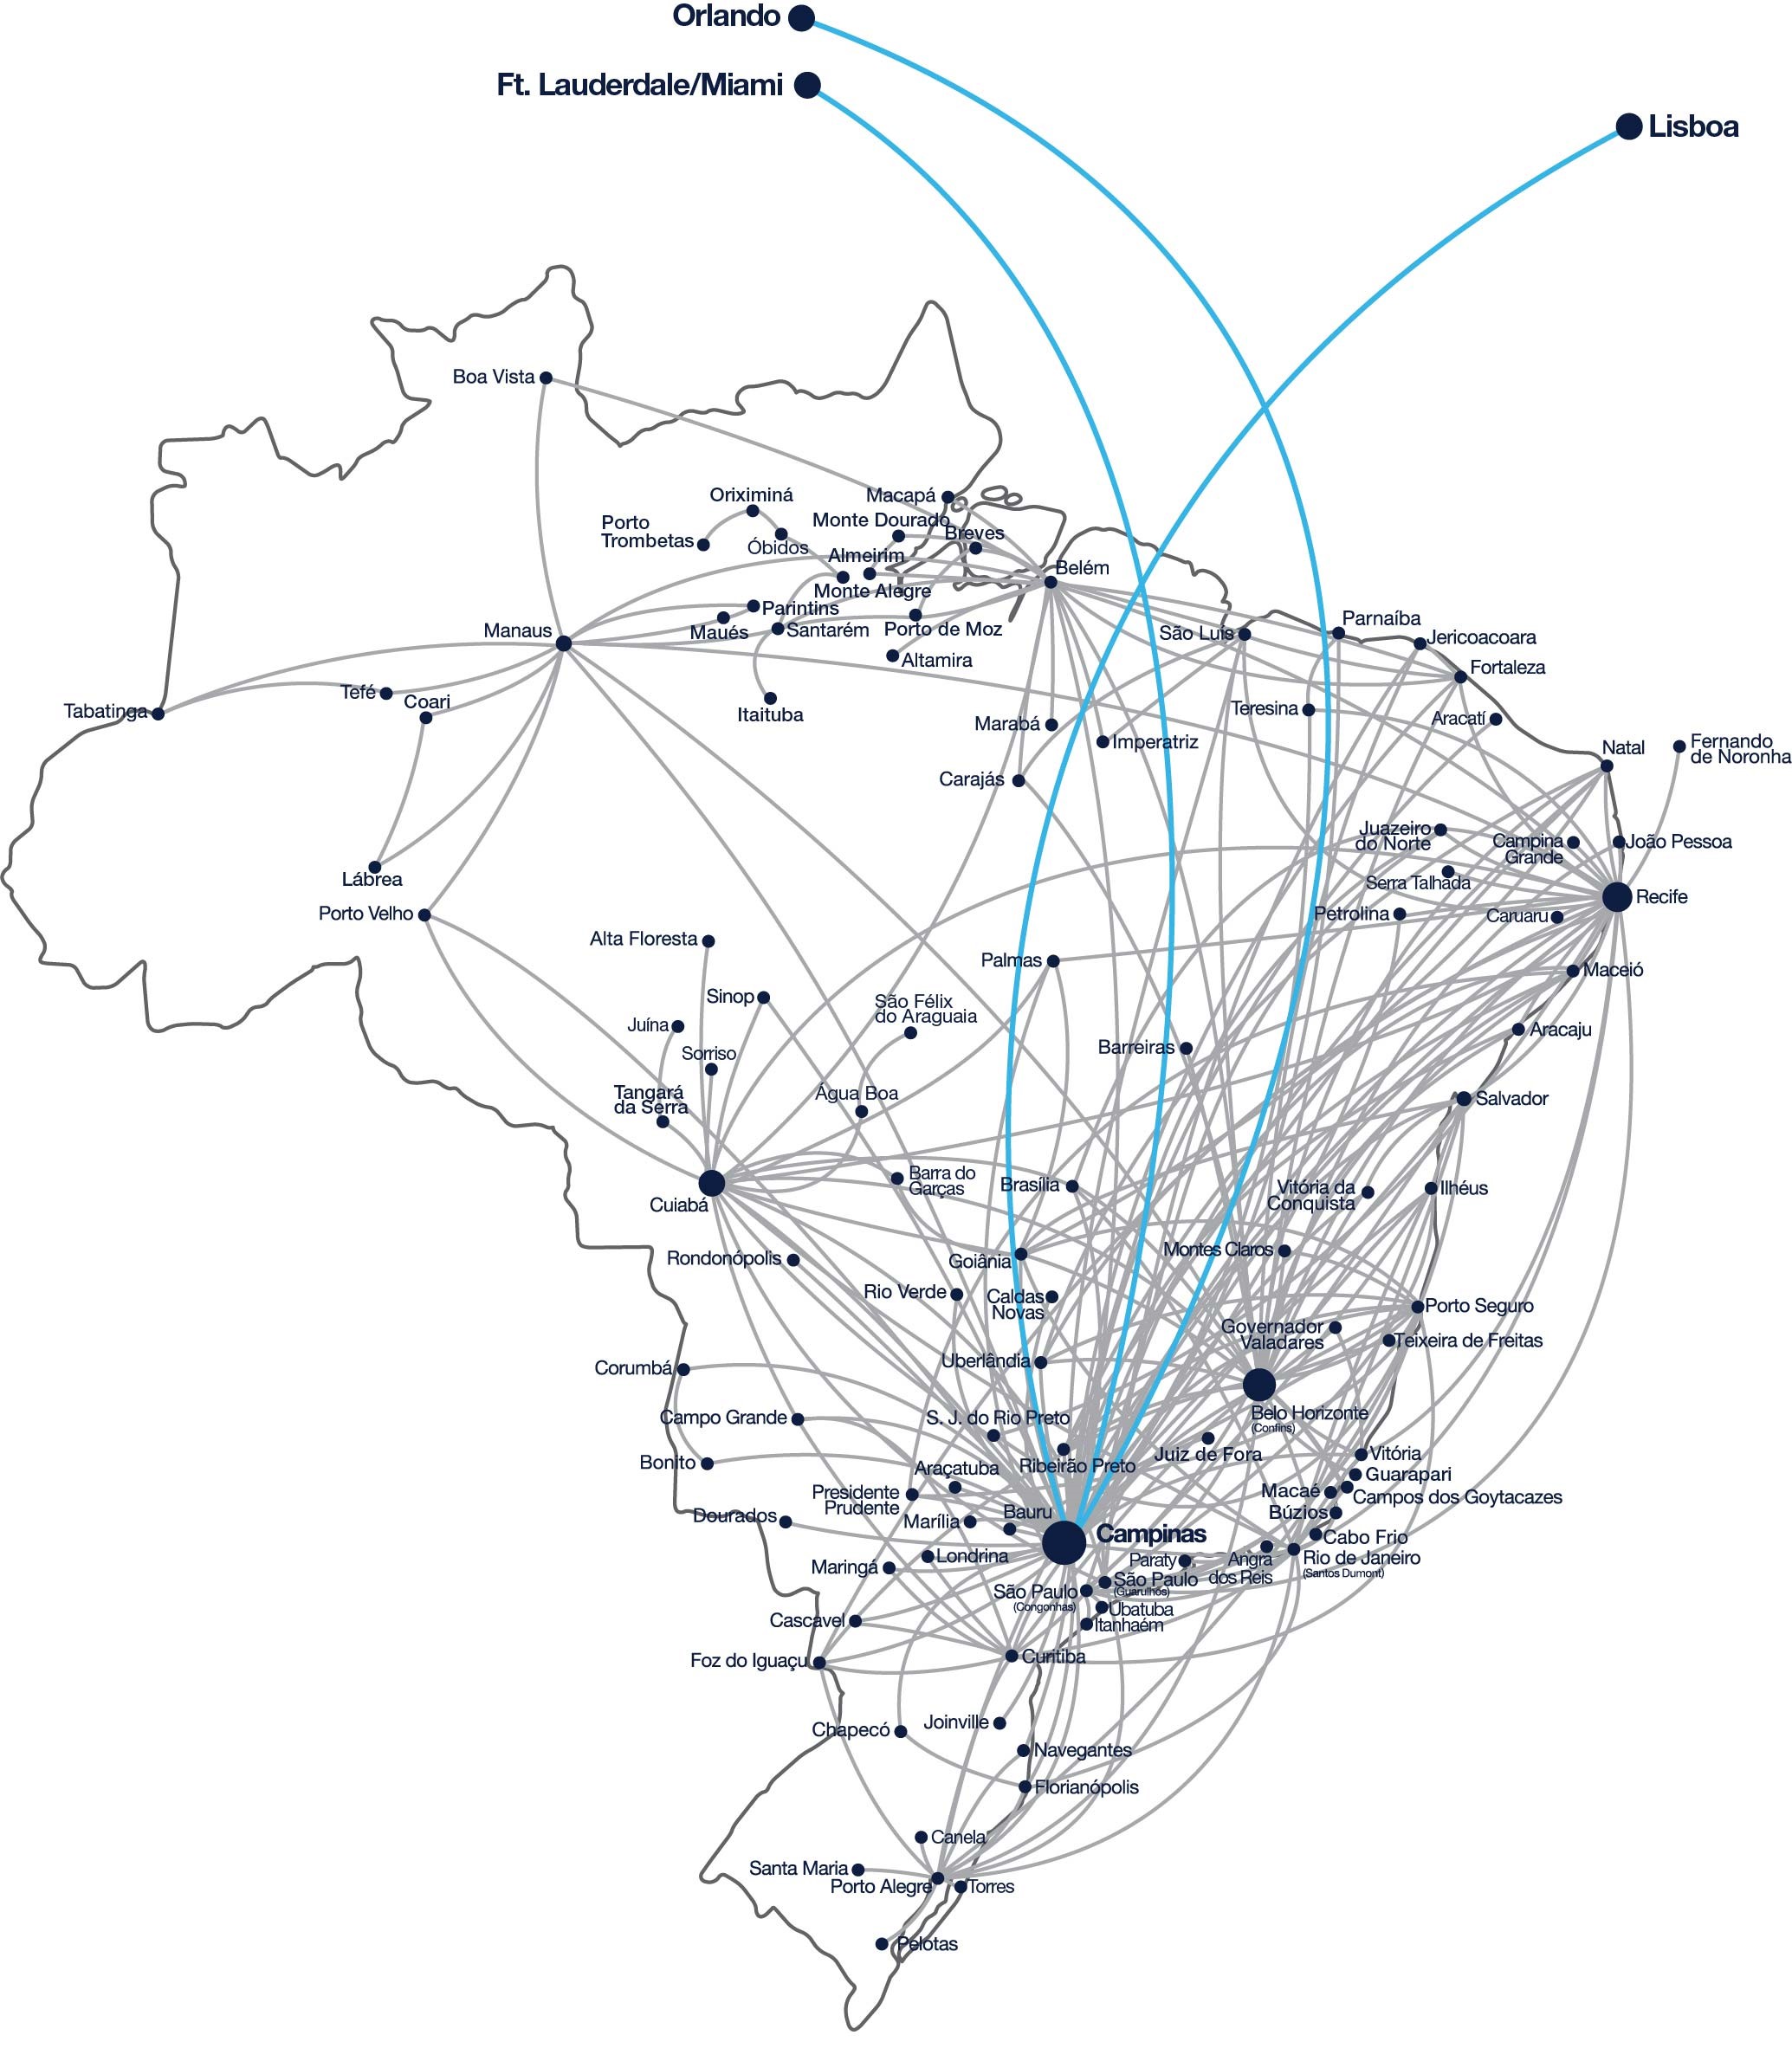 Orlando
Ft. Lauderdale/Miami
Lisboa
Boa Vista
Oriximiná
Macapá
Porto
Trombetas
Monte Dourado
Breves
Óbidos
Almeirim
Belém
Monte Alegre
Parintins
Maués
Santarém
Porto de Moz
Manaus
São Luís
Parnaíba
Jericoacoara
Altamira
Fortaleza
Tefé
Coari
Tabatinga
Itaituba
Marabá
Imperatriz
Teresina
Aracatí
Natal
Fernando
de Noronha
Carajás
Juazeiro
do Norte
Campina
Grande
João Pessoa
Lábrea
Serra Talhada
Recife
Porto Velho
Petrolina
Caruaru
Alta Floresta
Palmas
Maceió
Sinop
São Félix
do Araguaia
Juína
Aracaju
Sorriso
Barreiras
Tangará
da Serra
Água Boa
Salvador
Barra do
Garças
Brasília
Vitória da
Conquista
Ilhéus
Cuiabá
Rondonópolis
Goiânia
Montes Claros
Rio Verde
Caldas
Novas
Porto Seguro
Governador
Valadares
Teixeira de Freitas
Corumbá
Uberlândia
Campo Grande
S. J. do Rio Preto
Belo Horizonte
(Confins)
Bonito
Araçatuba
Ribeirão Preto
Juiz de Fora
Vitória
Guarapari
Presidente
Prudente
Macaé
Campos dos Goytacazes
Dourados
Marília
Bauru
Búzios
Campinas
Cabo Frio
Maringá
Londrina
Paraty
Angra
dos Reis
Rio de Janeiro
(Santos Dumont)
São Paulo
(Guarulhos)
São Paulo
(Congonhas)
Ubatuba
Itanhaém
Cascavel
Foz do Iguaçu
Curitiba
Chapecó
Joinville
Navegantes
Florianópolis
Canela
Santa Maria
Porto Alegre
Torres
Pelotas